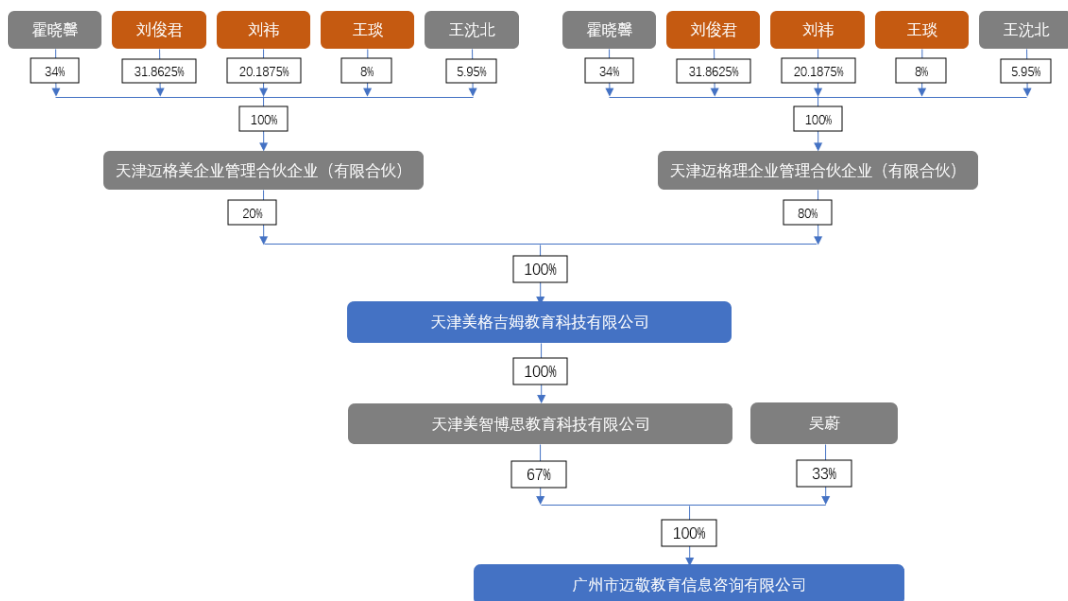 霍晓馨 刘俊君 刘祎 王琰 王沈北 霍晓馨 刘俊君 刘祎 王琰 王沈北
34% 31.8625% 20.1875% 8% 5.95% 34% 31.8625% 20.1875% 8% 5.95%
100% 100%
天津迈格美企业管理合伙企业（有限合伙） 天津迈格理企业管理合伙企业（有限合伙）
20% 80%
100%
天津美格吉姆教育科技有限公司
100%
天津美智博思教育科技有限公司 吴蔚
67% 33%
100%
广州市迈敬教育信息咨询有限公司